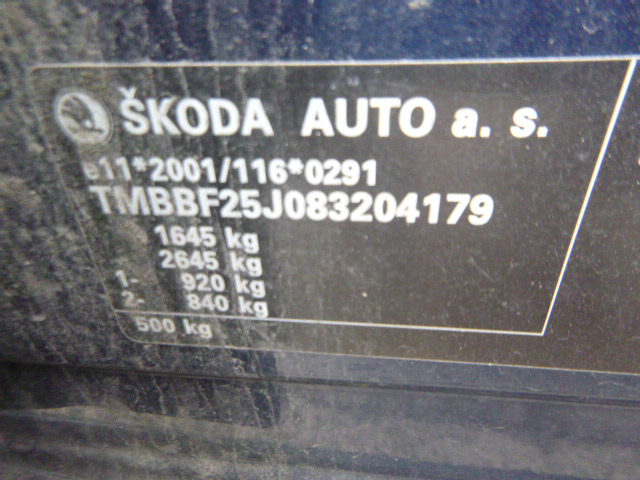 ŠKODA AUTO a. s.
e11*2001/116*0291
TMBBF25J083204179
1645 kg
2645 kg
1- 920 kg
2- 840 kg
500 kg